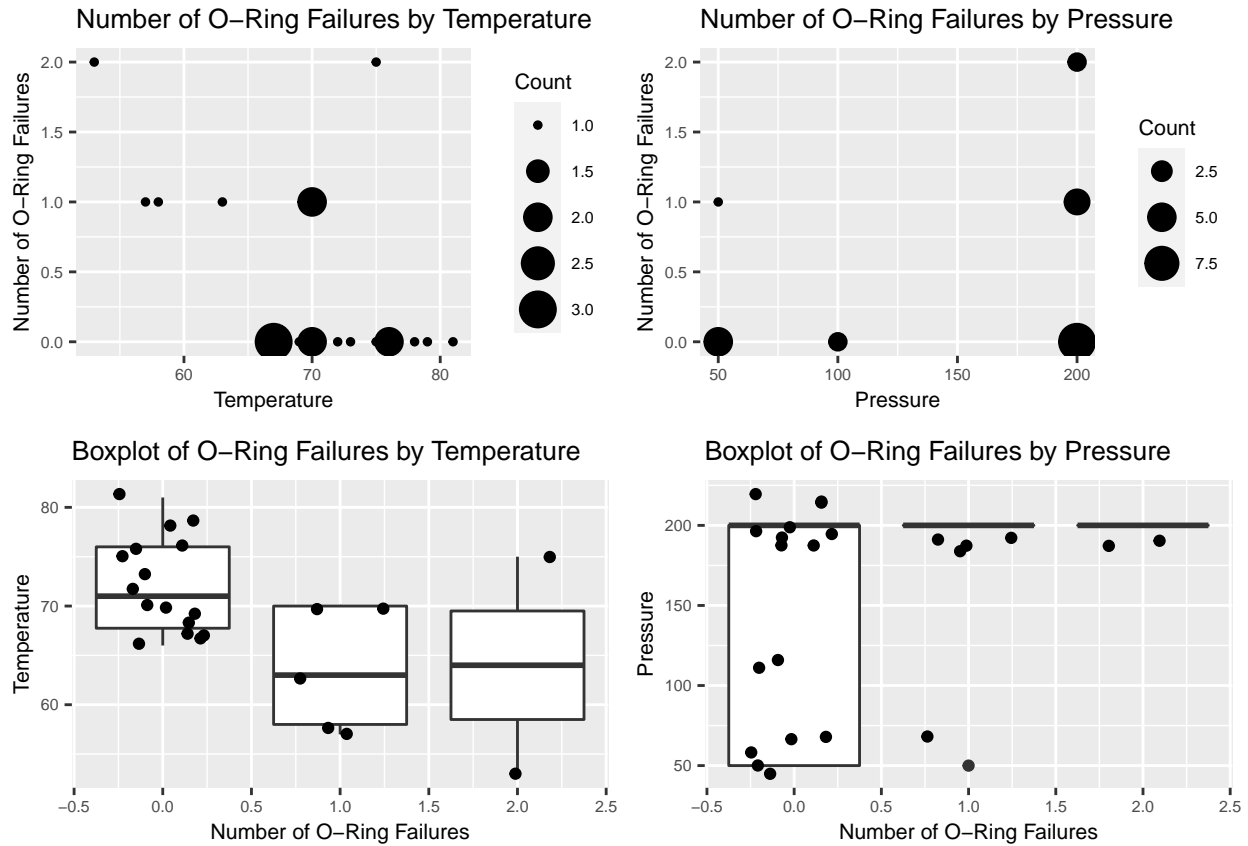 Number of O−Ring Failures by Temperature
Number of O−Ring Failures
2.0
1.5
1.0
0.5
0.0
60 70 80
Temperature
Count
1.0
1.5
2.0
2.5
3.0
Number of O−Ring Failures by Pressure
Number of O−Ring Failures
2.0
1.5
1.0
0.5
0.0
50 100 150 200
Pressure
Count
2.5
5.0
7.5
Boxplot of O−Ring Failures by Temperature
Temperature
80
70
60
−0.5 0.0 0.5 1.0 1.5 2.0 2.5
Number of O−Ring Failures
Boxplot of O−Ring Failures by Pressure
Pressure
200
150
100
50
−0.5 0.0 0.5 1.0 1.5 2.0 2.5
Number of O−Ring Failures